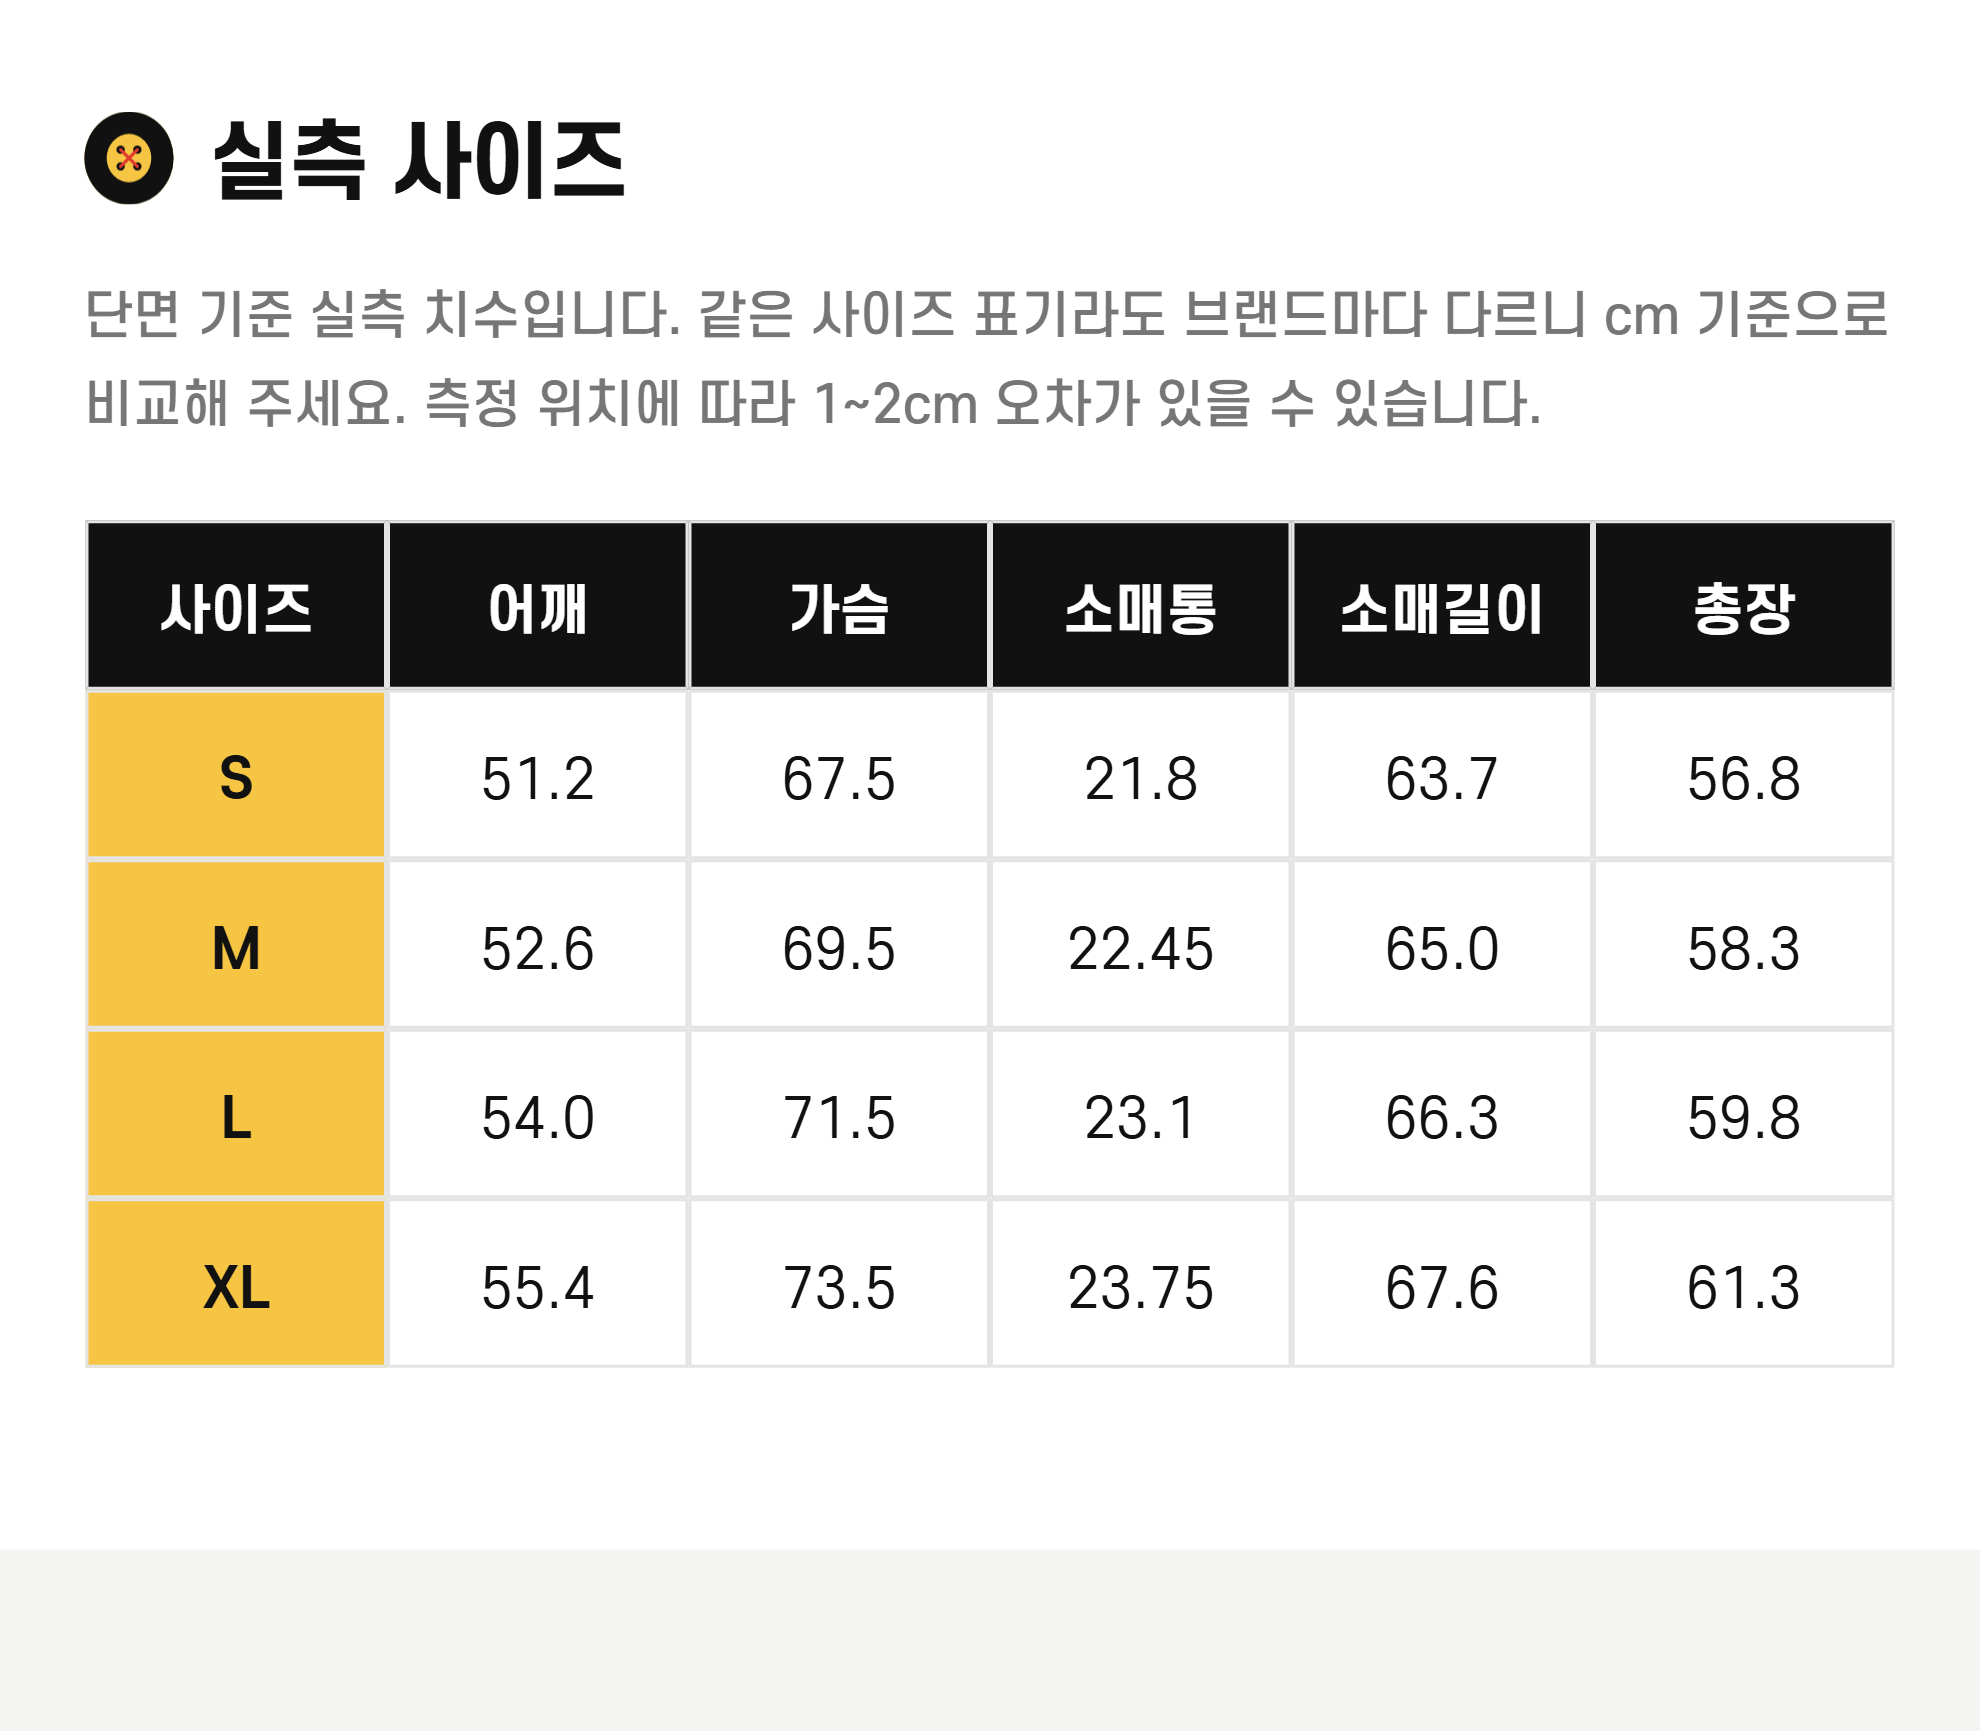 실측 사이즈
단면 기준 실측 치수입니다. 같은 사이즈 표기라도 브랜드마다 다르니 cm 기준으로
비교해 주세요. 측정 위치에 따라 1~2cm 오차가 있을 수 있습니다.
사이즈 어깨 가슴 소매통 소매길이 총장
S 51.2 67.5 21.8 63.7 56.8
M 52.6 69.5 22.45 65.0 58.3
L 54.0 71.5 23.1 66.3 59.8
XL 55.4 73.5 23.75 67.6 61.3